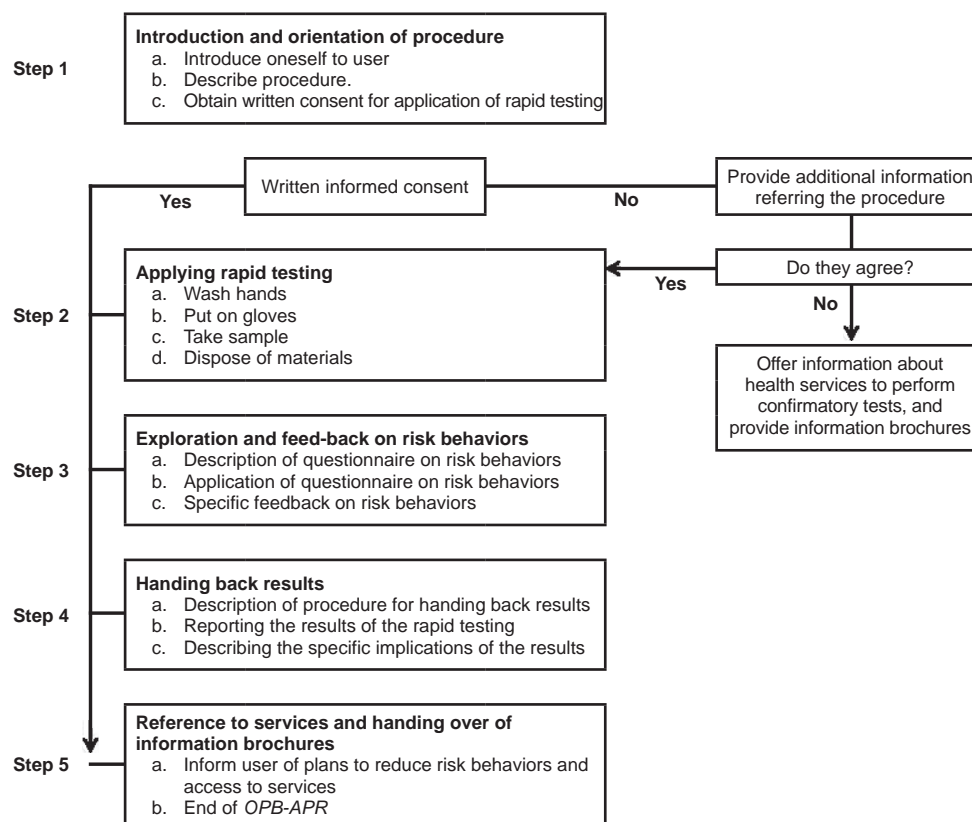 Step 1
Introduction and orientation of procedure
a. Introduce oneself to user
b. Describe procedure.
c. Obtain written consent for application of rapid testing
Yes
Written informed consent
No
Provide additional information
referring the procedure
Do they agree?
Yes
No
Offer information about
health services to perform
confirmatory tests, and
provide information brochures
Step 2
Applying rapid testing
a. Wash hands
b. Put on gloves
c. Take sample
d. Dispose of materials
Step 3
Exploration and feed-back on risk behaviors
a. Description of questionnaire on risk behaviors
b. Application of questionnaire on risk behaviors
c. Specific feedback on risk behaviors
Step 4
Handing back results
a. Description of procedure for handing back results
b. Reporting the results of the rapid testing
c. Describing the specific implications of the results
Step 5
Reference to services and handing over of
information brochures
a. Inform user of plans to reduce risk behaviors and
access to services
b. End of OPB-APR